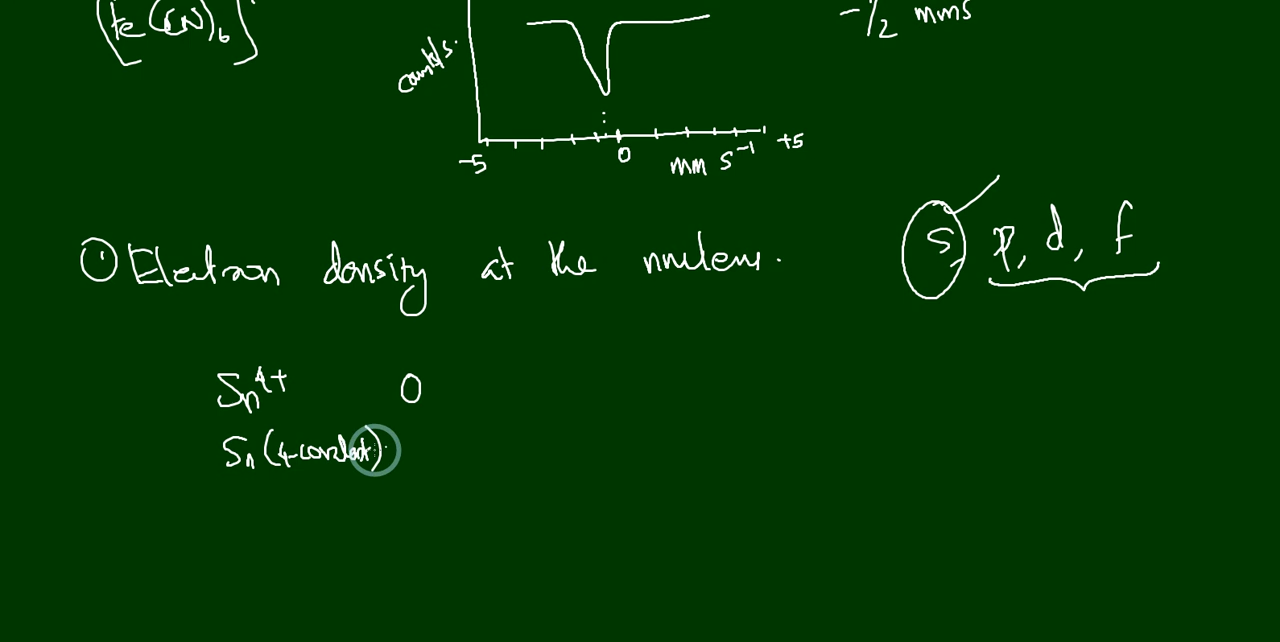 [Fe(CN)6]
-1/2 mms
counts/s.
-5 0 mm s-1 +5
① Electron density at the nucleus. s, p, d, f
Sn4+ 0
Sn (4-covalent)